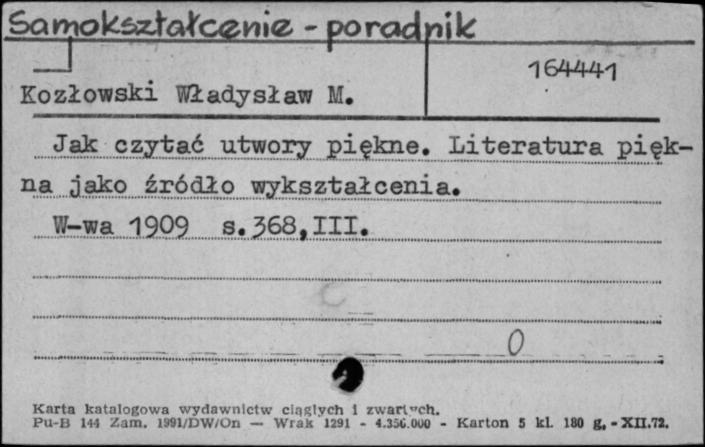 Samokształcenie - poradnik
164441
Kozłowski Władysław M.
Jak czytać utwory piękne. Literatura pięk-
na jako źródło wykształcenia.
W-wa 1909 s.368,III.
0
Karta katalogowa wydawnictw ciągłych i zwartych.
Pu-B 144 Zam. 1991/DW/On — Wrak 1291 - 4.356.000 - Karton 5 kl. 180 g. - XII.72.